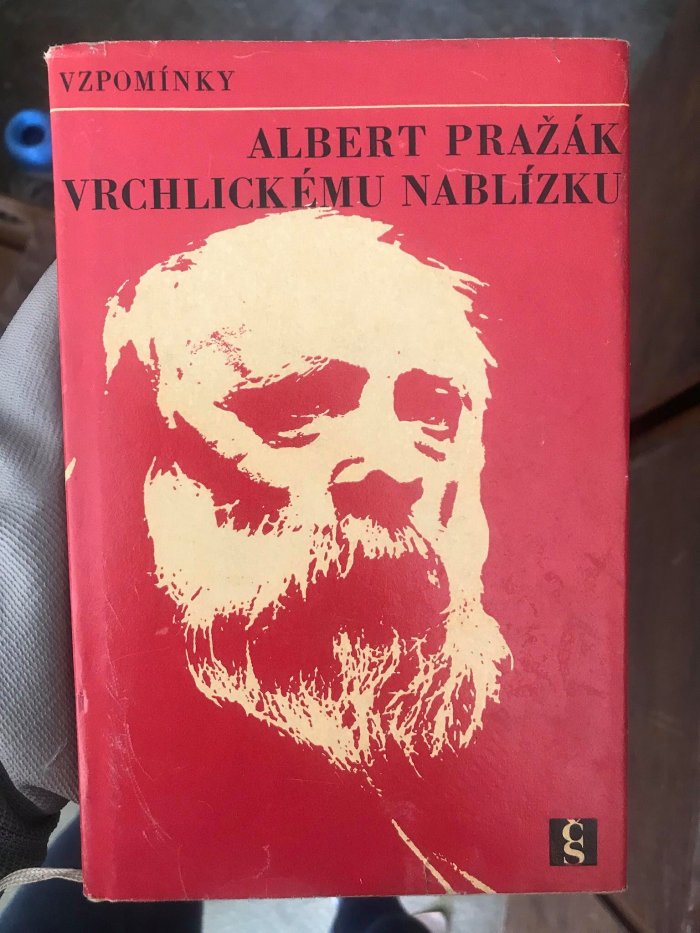 VZPOMÍNKY
ALBERT PRAŽÁK
VRCHLICKÉMU NABLÍZKU
ČS